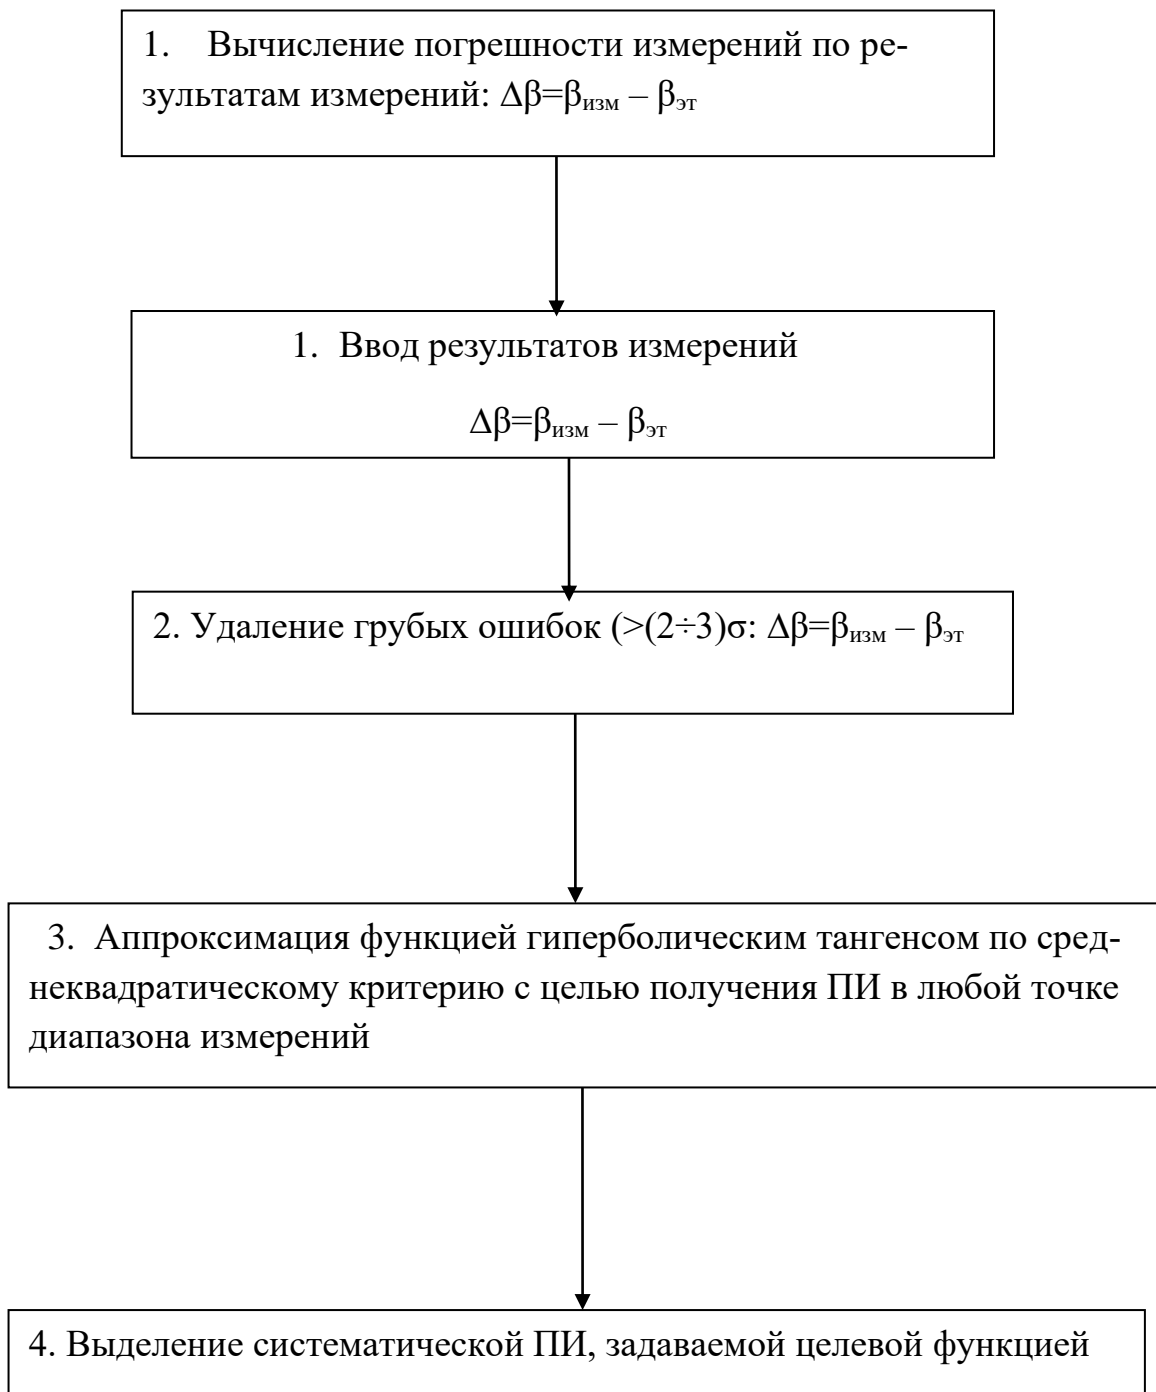 1. Вычисление погрешности измерений по ре-
зультатам измерений: Δβ=βизм – βэт
1. Ввод результатов измерений
Δβ=βизм – βэт
2. Удаление грубых ошибок (>(2÷3)σ: Δβ=βизм – βэт
3. Аппроксимация функцией гиперболическим тангенсом по сред-
неквадратическому критерию с целью получения ПИ в любой точке
диапазона измерений
4. Выделение систематической ПИ, задаваемой целевой функцией